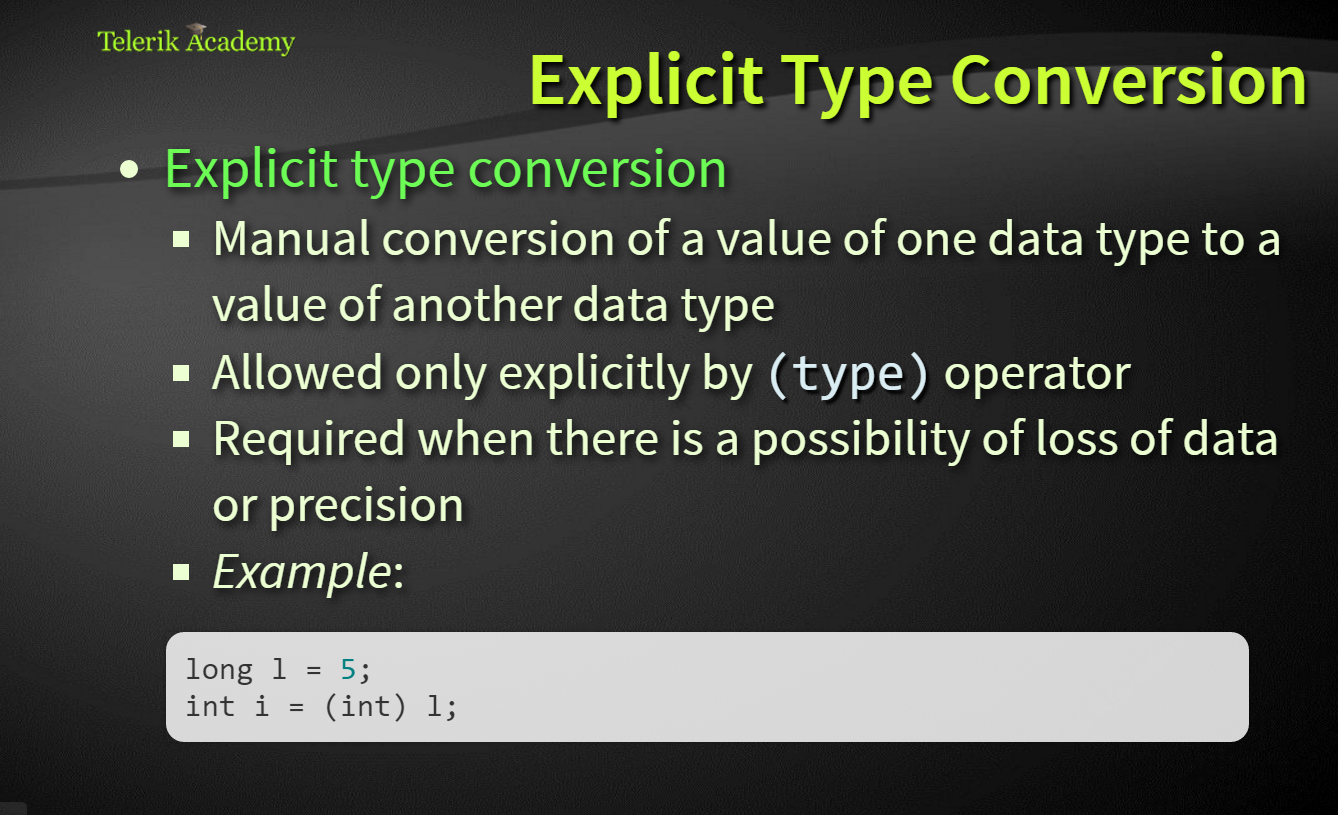 Telerik Academy
Explicit Type Conversion
• Explicit type conversion
▪ Manual conversion of a value of one data type to a
value of another data type
▪ Allowed only explicitly by (type) operator
▪ Required when there is a possibility of loss of data
or precision
▪ Example:
long l = 5;
int i = (int) l;